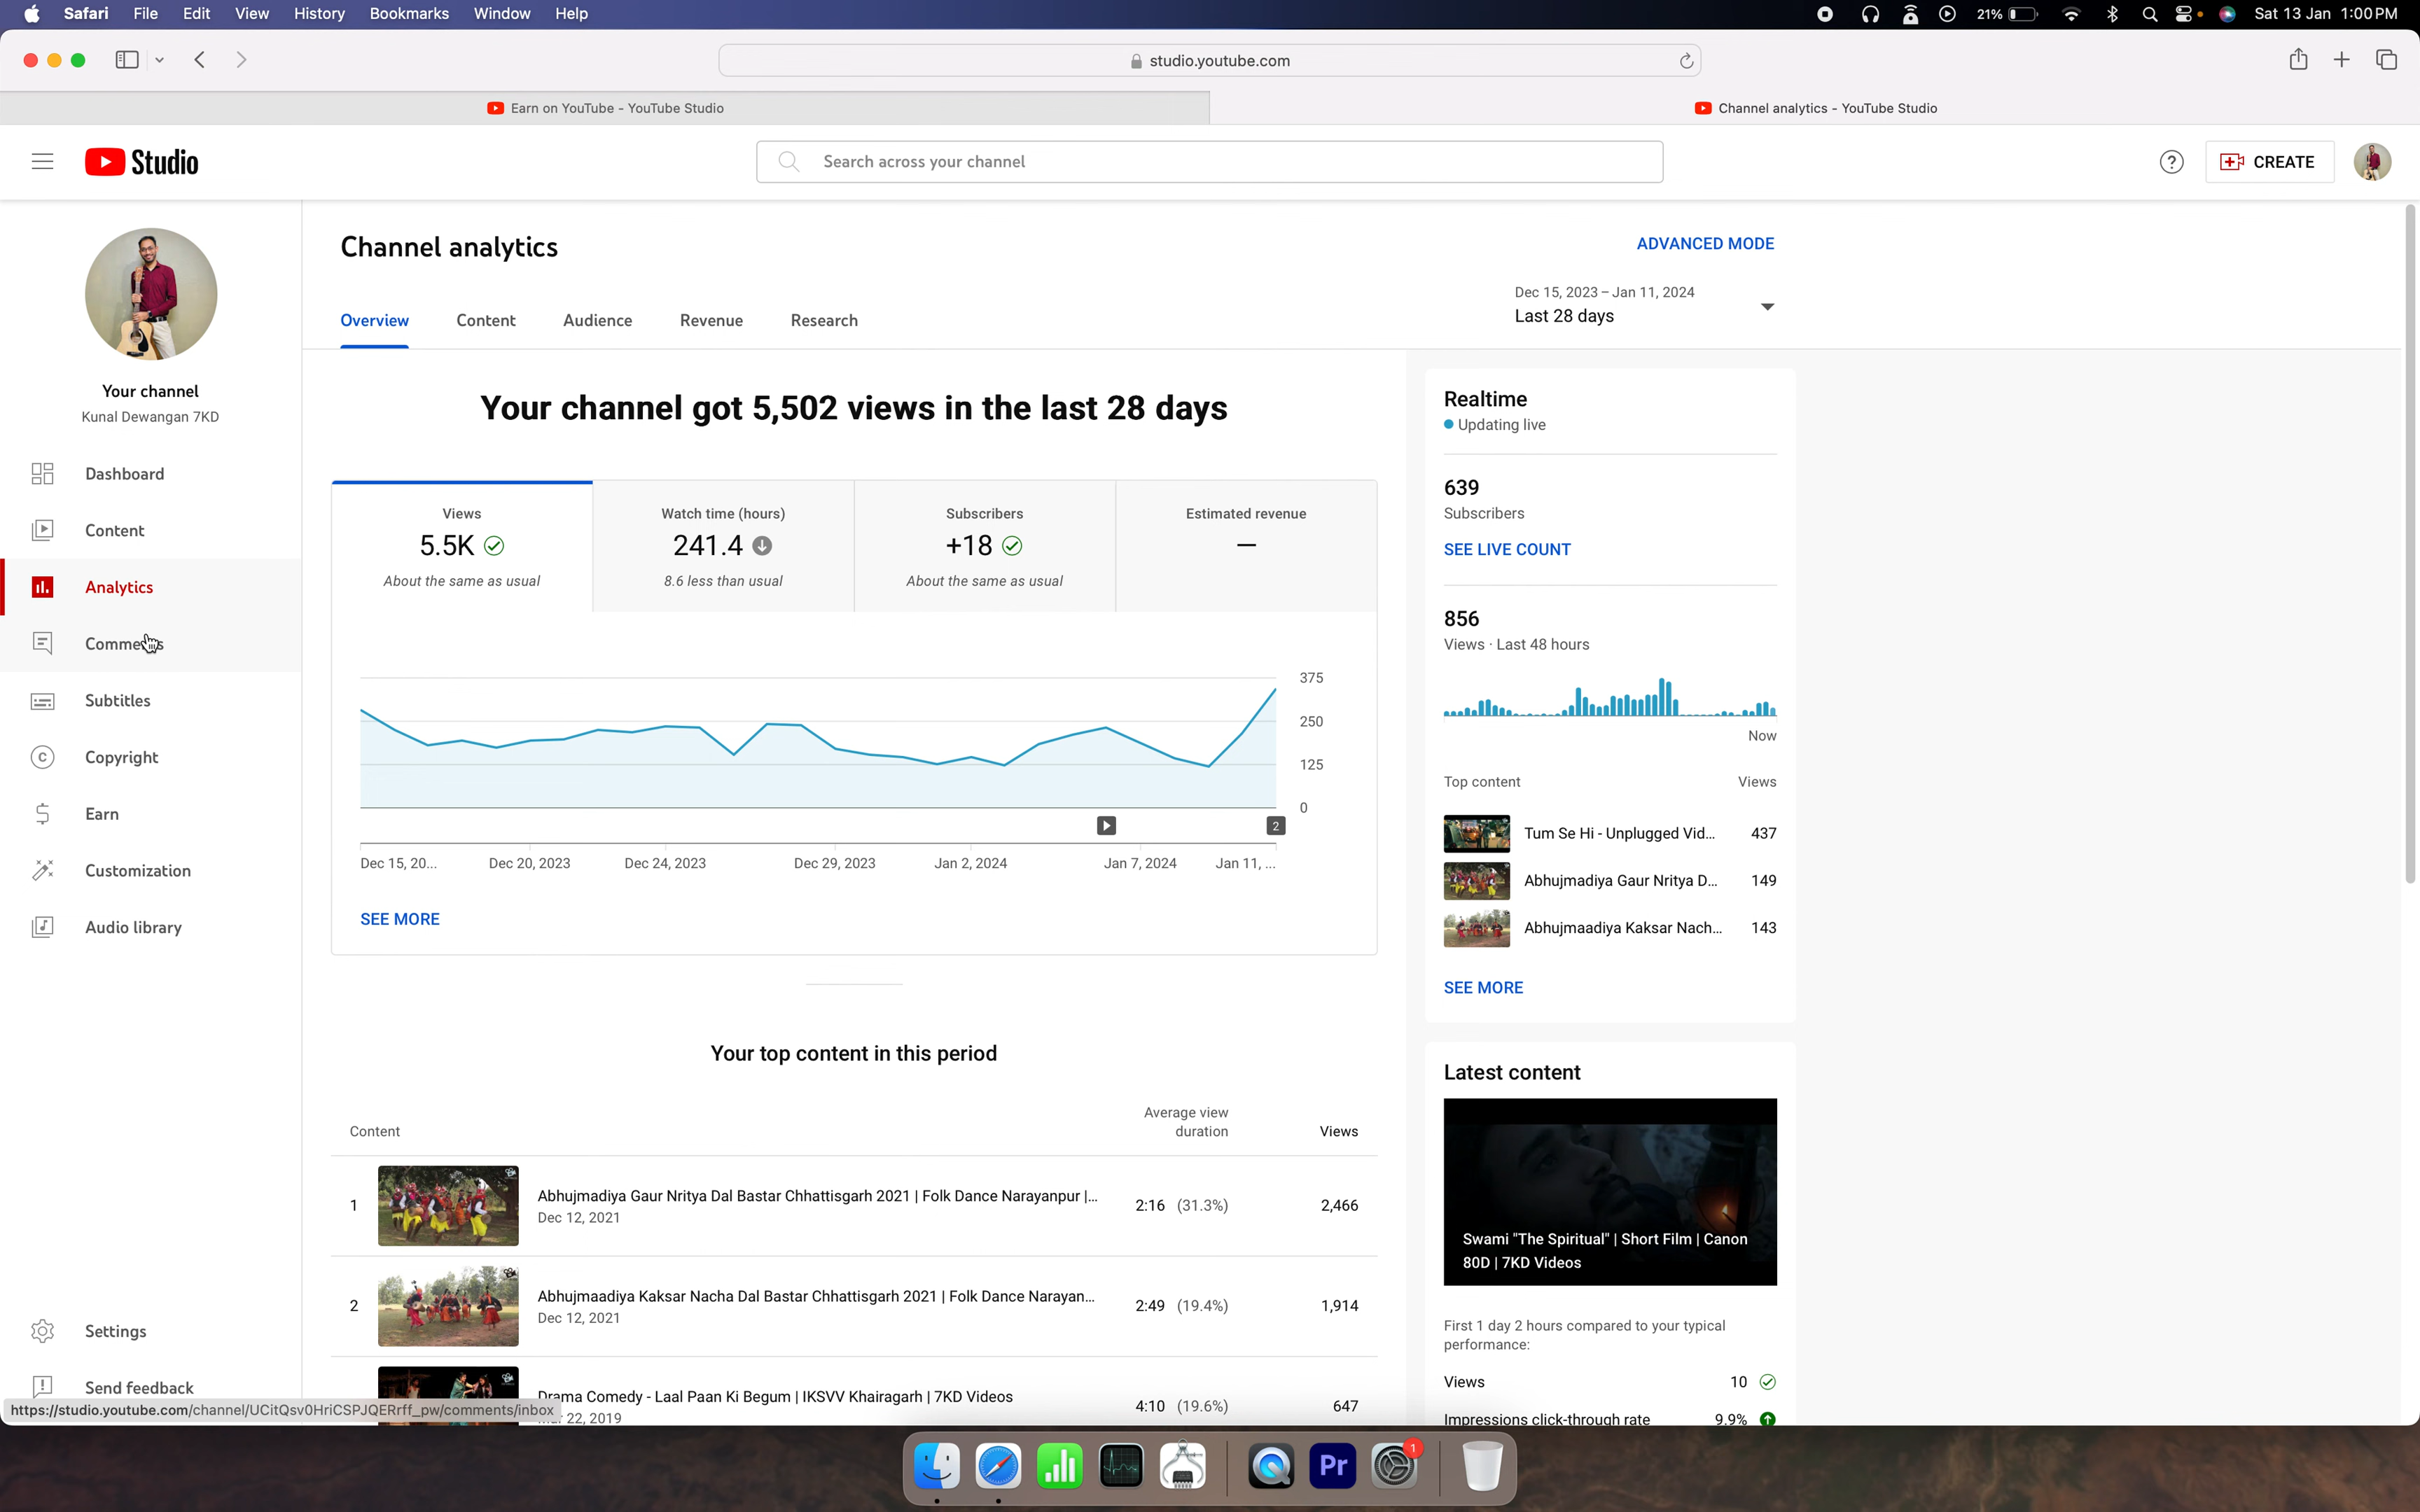 Safari File Edit View History Bookmarks Window Help 21% Sat 13 Jan 1:00 PM
studio.youtube.com
Earn on YouTube - YouTube Studio
Channel analytics - YouTube Studio
Studio
Search across your channel
CREATE
Your channel
Kunal Dewangan 7KD
Dashboard
Content
Analytics
Comments
Subtitles
Copyright
Earn
Customization
Audio library
Settings
Send feedback
https://studio.youtube.com/channel/UCitQsv0HriCSPJQERrff_pw/comments/inbox
Channel analytics
ADVANCED MODE
Overview Content Audience Revenue Research
Dec 15, 2023 – Jan 11, 2024
Last 28 days
Your channel got 5,502 views in the last 28 days
Views
5.5K
About the same as usual
Watch time (hours)
241.4
8.6 less than usual
Subscribers
+18
About the same as usual
Estimated revenue
—
375
250
125
0
2
Dec 15, 20... Dec 20, 2023 Dec 24, 2023 Dec 29, 2023 Jan 2, 2024 Jan 7, 2024 Jan 11, ...
SEE MORE
Your top content in this period
Content
Average view
duration
Views
1
Abhujmadiya Gaur Nritya Dal Bastar Chhattisgarh 2021 | Folk Dance Narayanpur |...
Dec 12, 2021
2:16 (31.3%) 2,466
2
Abhujmaadiya Kaksar Nacha Dal Bastar Chhattisgarh 2021 | Folk Dance Narayan...
Dec 12, 2021
2:49 (19.4%) 1,914
Drama Comedy - Laal Paan Ki Begum | IKSVV Khairagarh | 7KD Videos
22, 2019
4:10 (19.6%) 647
Realtime
Updating live
639
Subscribers
SEE LIVE COUNT
856
Views · Last 48 hours
Now
Top content Views
Tum Se Hi - Unplugged Vid... 437
Abhujmadiya Gaur Nritya D... 149
Abhujmaadiya Kaksar Nach... 143
SEE MORE
Latest content
Swami "The Spiritual" | Short Film | Canon
80D | 7KD Videos
First 1 day 2 hours compared to your typical
performance:
Views 10
Impressions click-through rate 9.9%
Pr
1